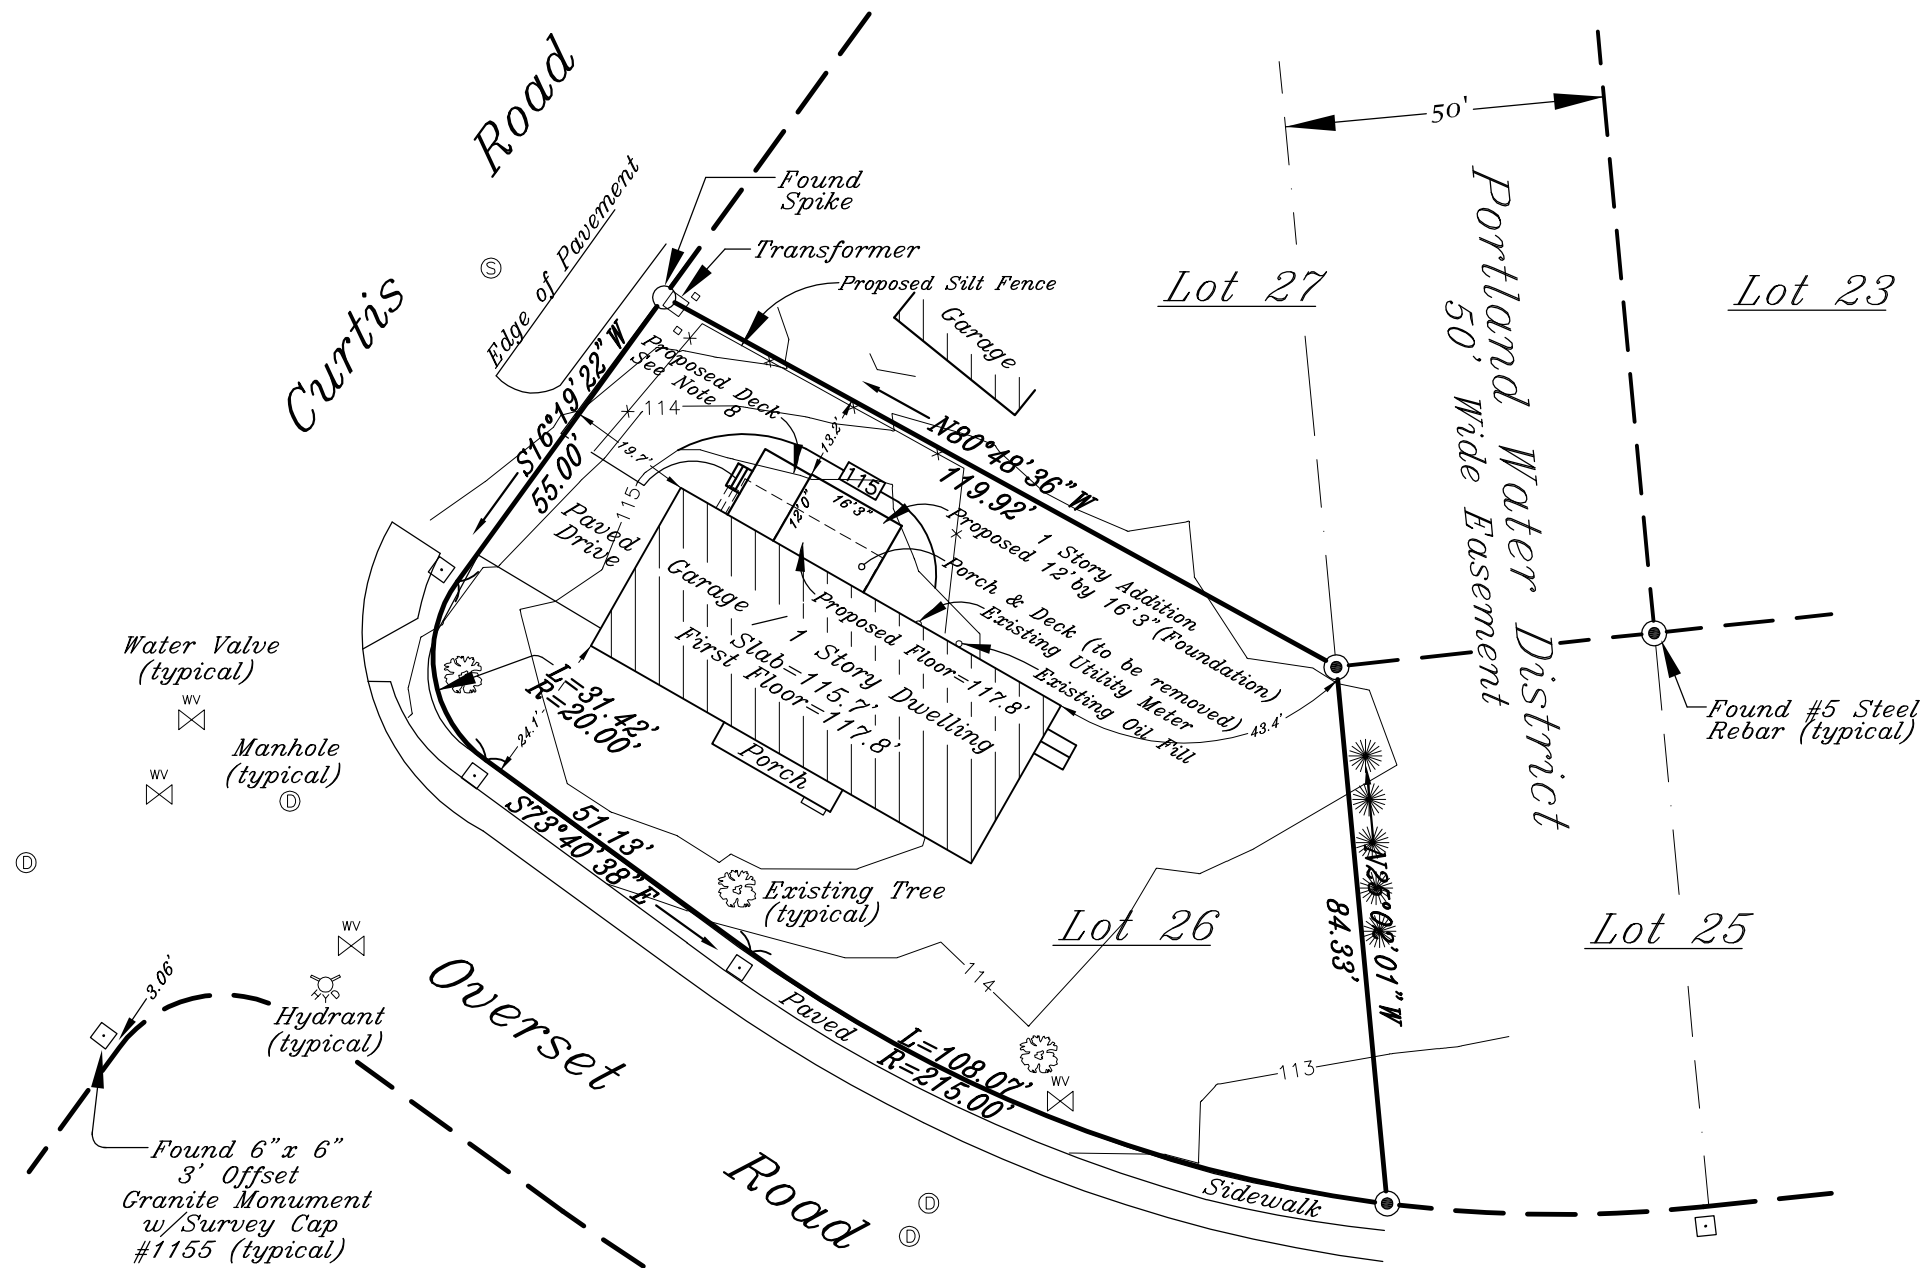 Curtis
Road
Edge of Pavement
Found
Spike
Transformer
Proposed Silt Fence
Garage
Lot 27
50'
Portland Water District
50' Wide Easement
Lot 23
S
S16°19'22"W
55.00'
Proposed Deck
See Note 8
114
13.2'
19.7'
115
115
12'0"
16'3"
N80°48'36"W
119.92'
Paved
Drive
1 Story Addition
Proposed 12' by 16'3" (Foundation)
Porch & Deck (to be removed)
Existing Utility Meter
Existing Oil Fill
43.4'
Garage / 1 Story Dwelling
Slab=115.7'
First Floor=117.8'
Proposed Floor=117.8'
Porch
Water Valve
(typical)
WV
Manhole
(typical)
WV
D
D
L=31.42'
R=20.00'
24.1'
51.13'
S73°40'38"E
Existing Tree
(typical)
Found #5 Steel
Rebar (typical)
Lot 26
84.33'
Lot 25
114
WV
Hydrant
(typical)
3.06'
Overset
Road
Paved
Sidewalk
L=108.07'
R=215.00'
WV
113
Found 6"x 6"
3' Offset
Granite Monument
w/Survey Cap
#1155 (typical)
D
D